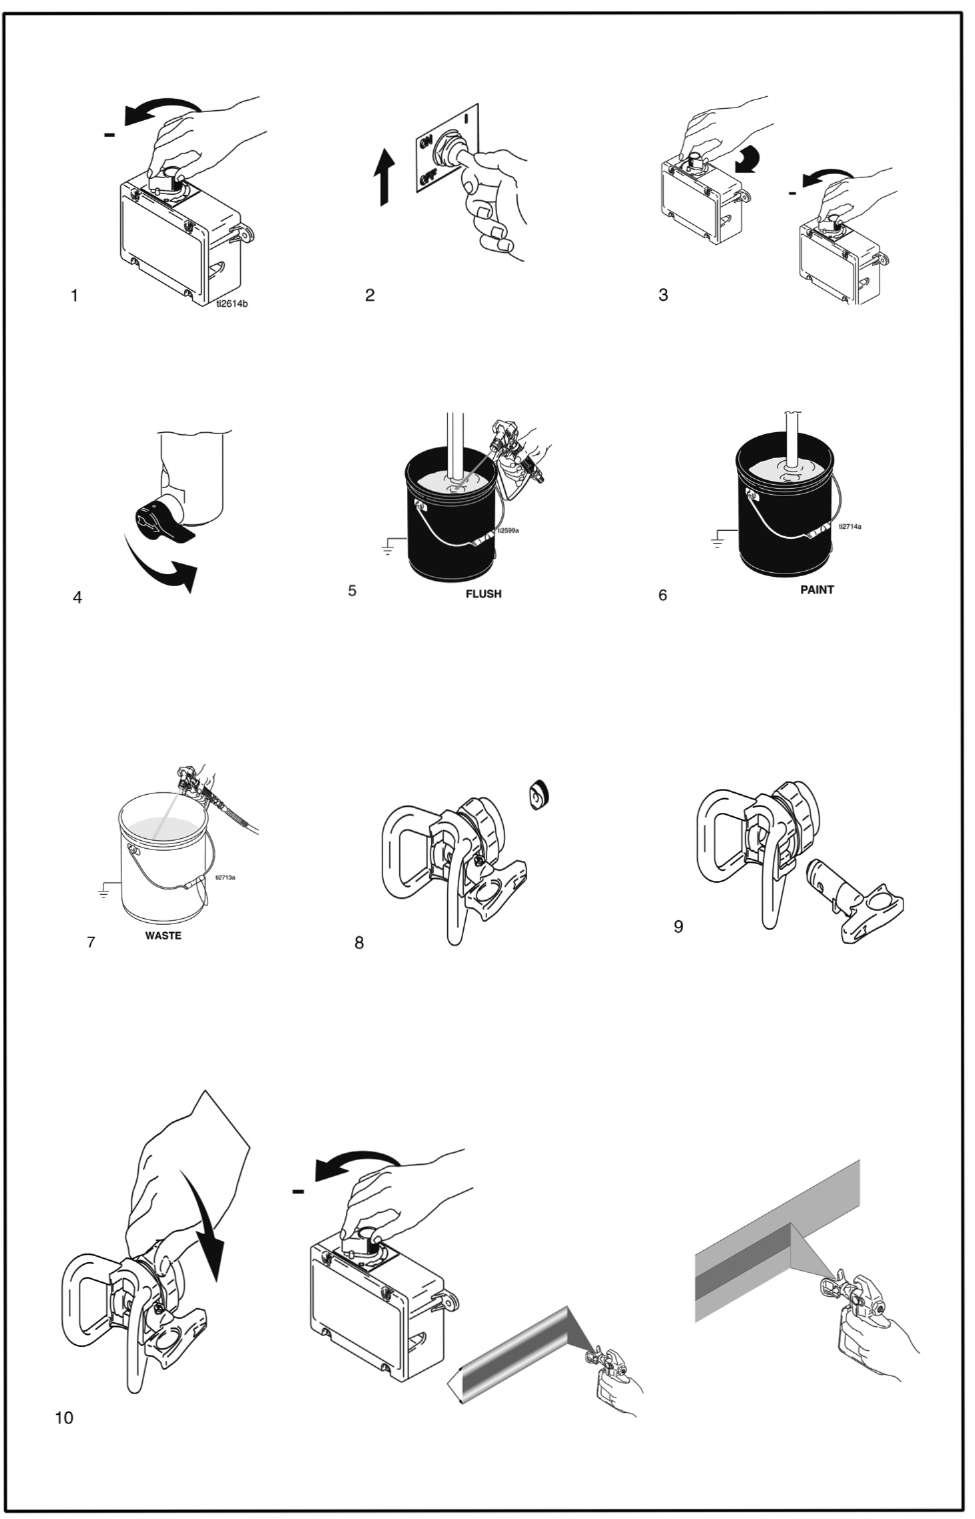 -
ON
I
OFF
-
1
ti2614b
2
3
4
ti2599a
5
FLUSH
ti2714a
6
PAINT
ti2713a
7
WASTE
8
9
-
10